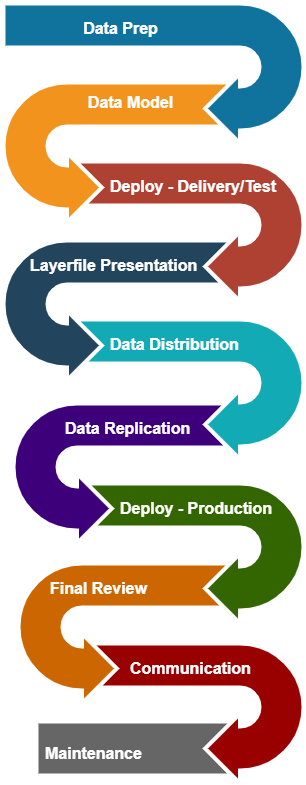 Data Prep
Data Model
Deploy - Delivery/Test
Layerfile Presentation
Data Distribution
Data Replication
Deploy - Production
Final Review
Communication
Maintenance